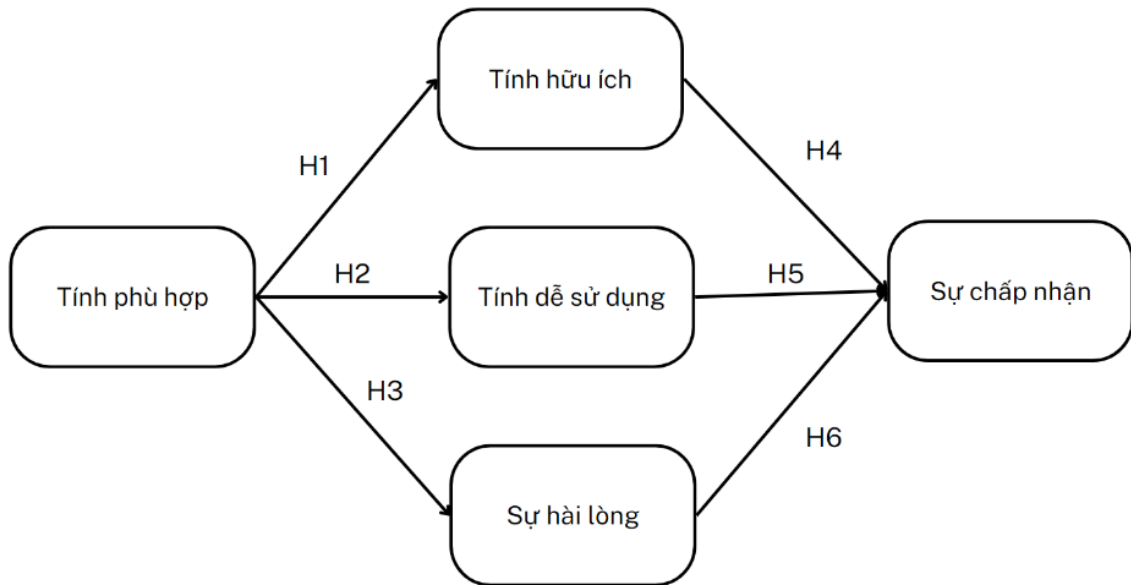 Tính hữu ích
H1
H4
Tính phù hợp
H2
Tính dễ sử dụng
H5
Sự chấp nhận
H3
H6
Sự hài lòng